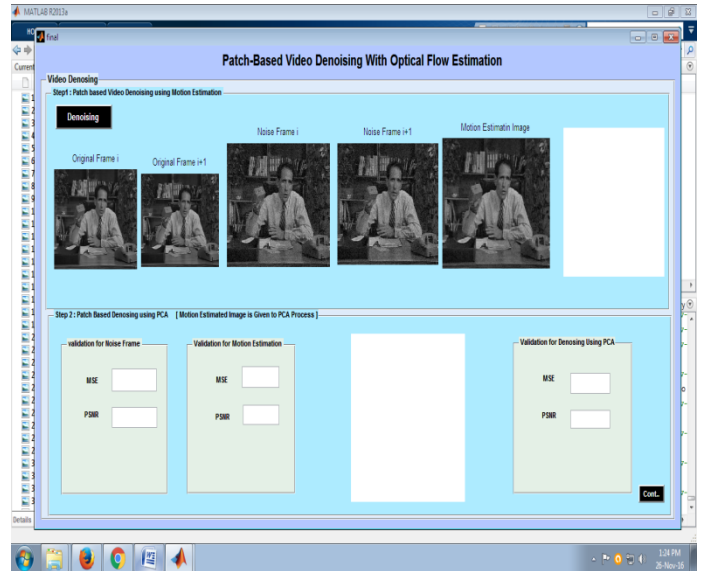 MATLAB R2013a
HO
final
Patch-Based Video Denoising With Optical Flow Estimation
Current
Video Denosing
Step1 : Patch based Video Denoising using Motion Estimation
Denoising
Original Frame i
Original Frame i+1
Noise Frame i
Noise Frame i+1
Motion Estimatin Image
Step 2 : Patch Based Denosing using PCA [ Motion Estimated Image is Given to PCA Process ]
validation for Noise Frame
MSE
PSNR
Validation for Motion Estimation
MSE
PSNR
Validation for Denosing Using PCA
MSE
PSNR
Cont..
Details
1:24 PM
28-Nov-16